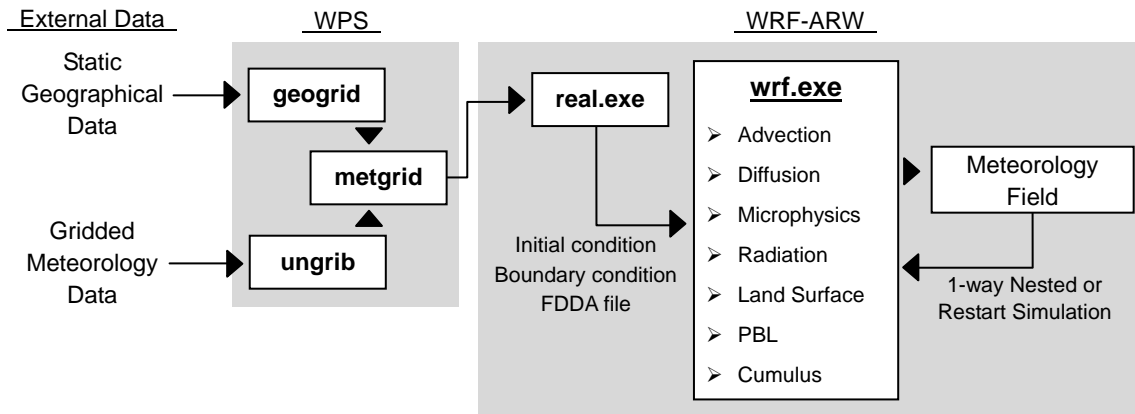 External Data
WPS
WRF-ARW
Static
Geographical
Data
geogrid
metgrid
Gridded
Meteorology
Data
ungrib
real.exe
Initial condition
Boundary condition
FDDA file
wrf.exe
➢ Advection
➢ Diffusion
➢ Microphysics
➢ Radiation
➢ Land Surface
➢ PBL
➢ Cumulus
Meteorology
Field
1-way Nested or
Restart Simulation